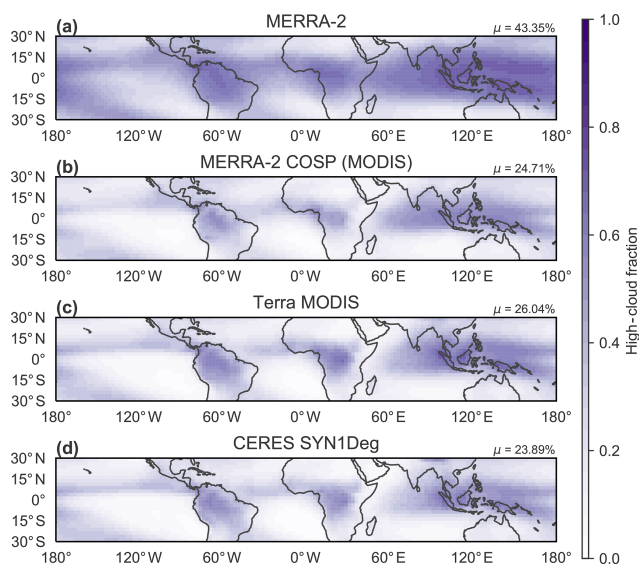 (a) MERRA-2 μ = 43.35%
30° N
15° N
0°
15° S
30° S
180° 120° W 60° W 0° W 60° E 120° E 180°
(b) MERRA-2 COSP (MODIS) μ = 24.71%
30° N
15° N
0°
15° S
30° S
180° 120° W 60° W 0° W 60° E 120° E 180°
(c) Terra MODIS μ = 26.04%
30° N
15° N
0°
15° S
30° S
180° 120° W 60° W 0° W 60° E 120° E 180°
(d) CERES SYN1Deg μ = 23.89%
30° N
15° N
0°
15° S
30° S
180° 120° W 60° W 0° W 60° E 120° E 180°
1.0
0.8
0.6
0.4
0.2
0.0
High-cloud fraction